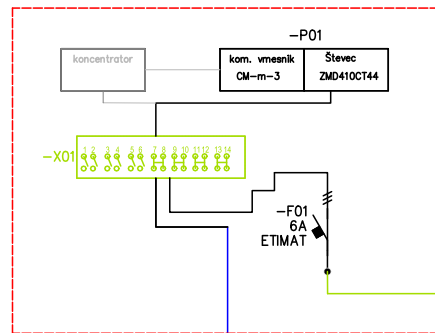 -P01
koncentrator
kom. vmesnik
CM-m-3
Števec
ZMD410CT44
-X01
1 2 3 4 5 6 7 8 9 10 11 12 13 14
-F01
6A
ETIMAT